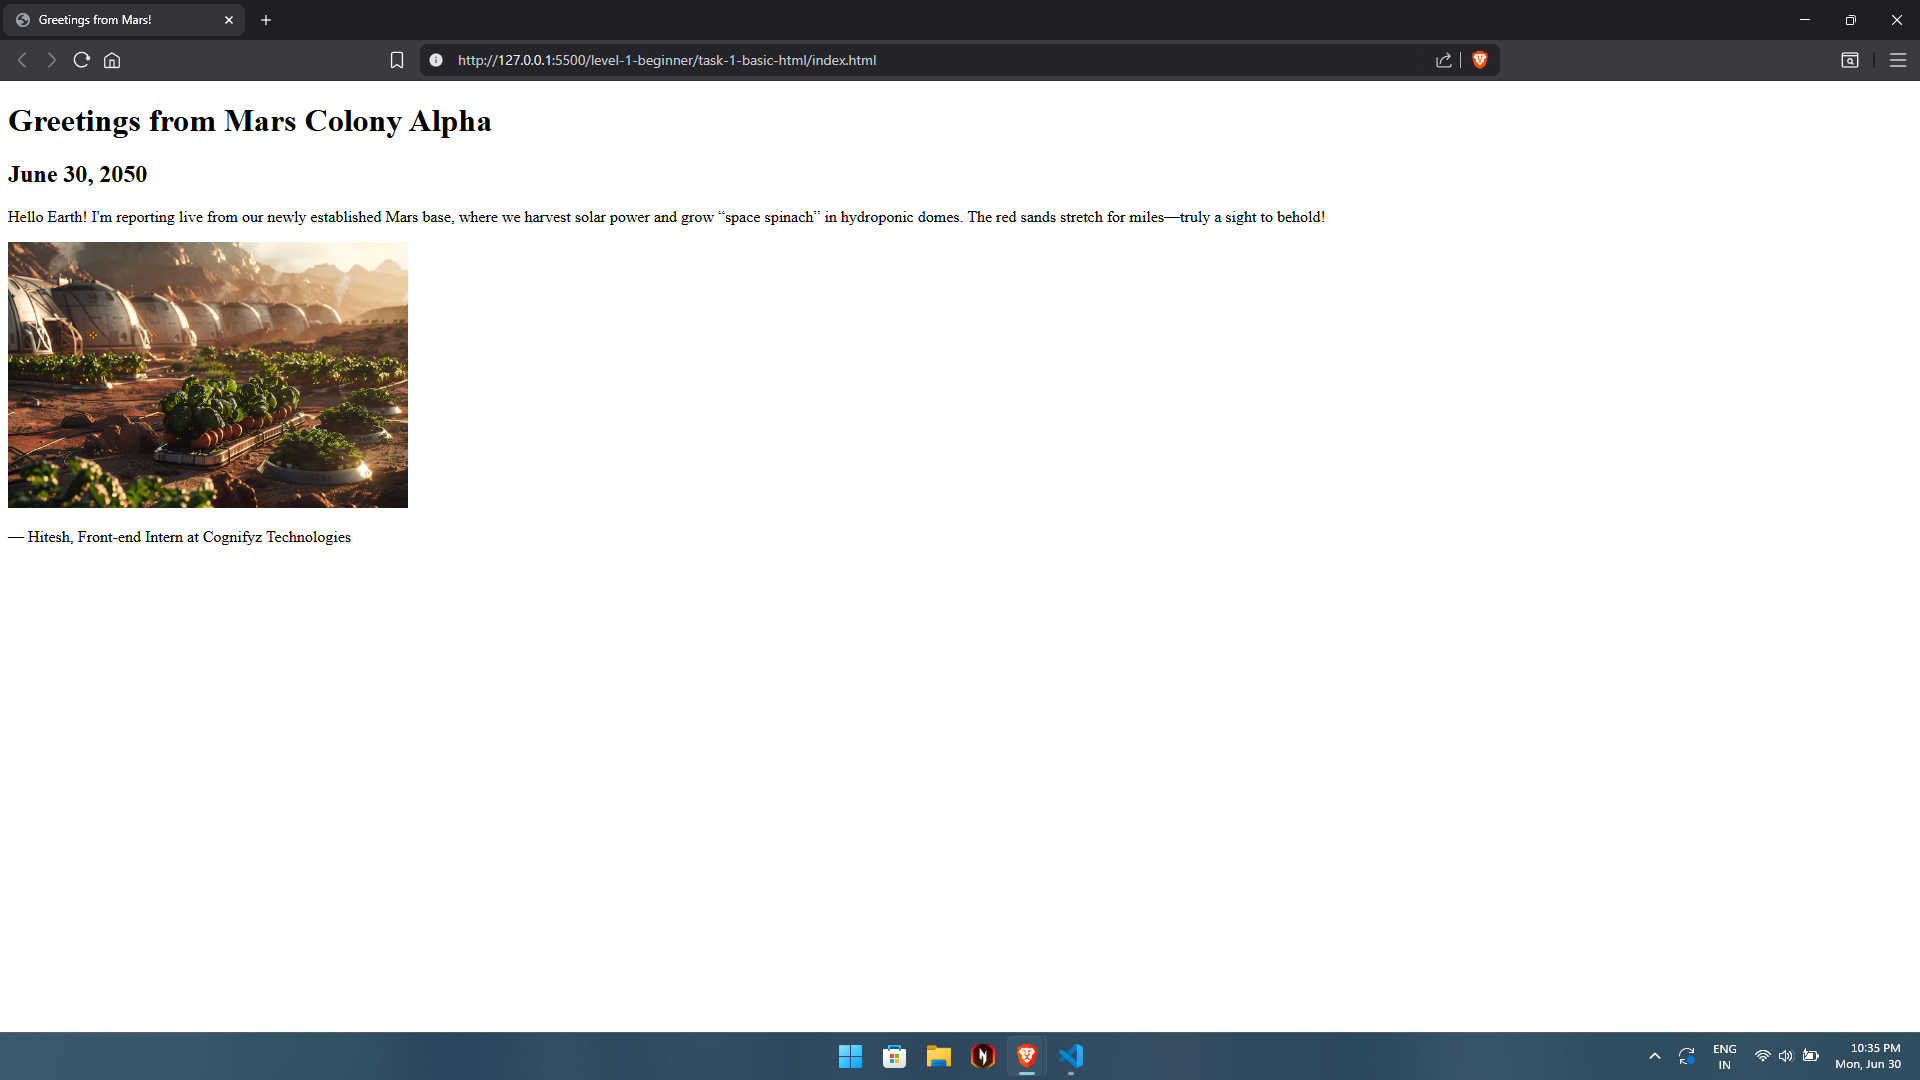 Greetings from Mars!
http://127.0.0.1:5500/level-1-beginner/task-1-basic-html/index.html
Greetings from Mars Colony Alpha
June 30, 2050
Hello Earth! I'm reporting live from our newly established Mars base, where we harvest solar power and grow “space spinach” in hydroponic domes. The red sands stretch for miles—truly a sight to behold!
— Hitesh, Front-end Intern at Cognifyz Technologies
ENG
IN
10:35 PM
Mon, Jun 30